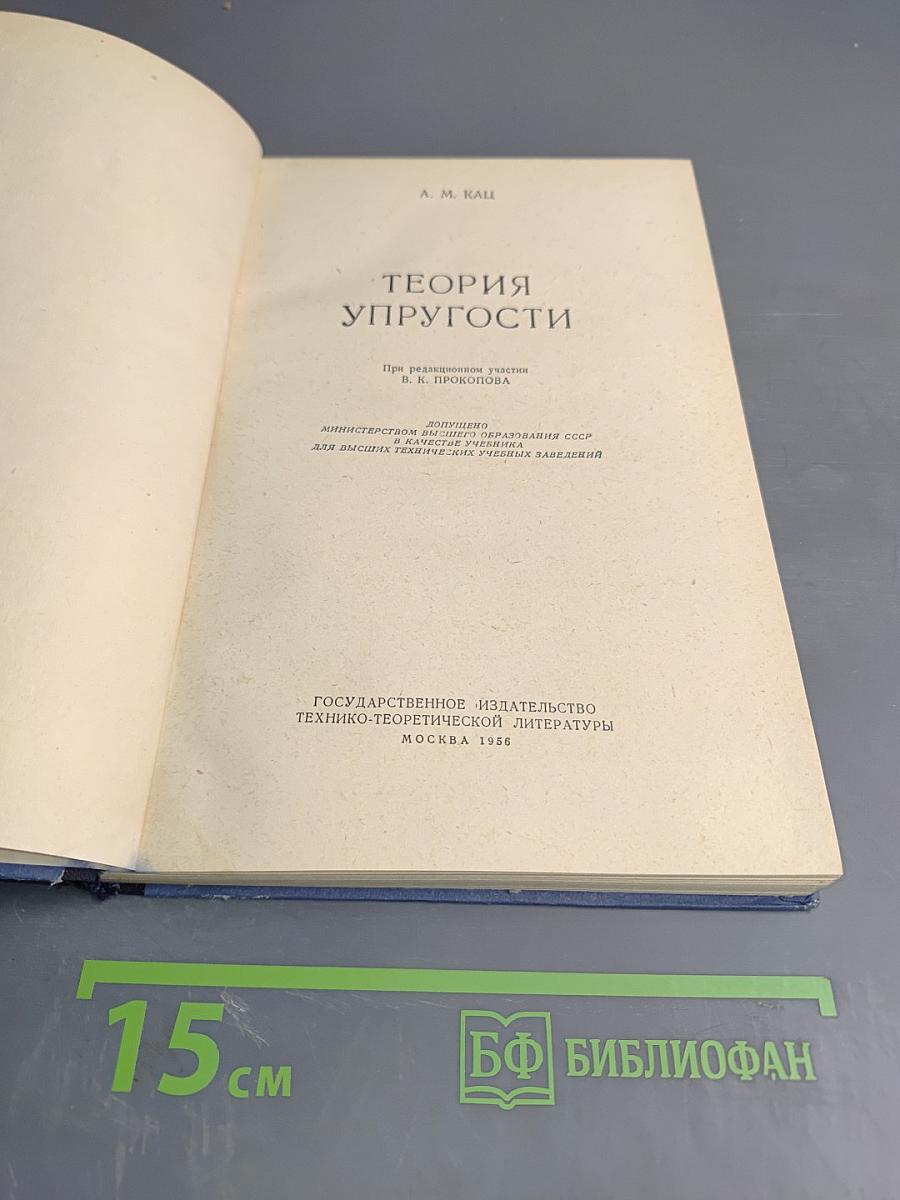 А. М. КАЦ
ТЕОРИЯ
УПРУГОСТИ
При редакционном участии
В. К. ПРОКОПОВА
ДОПУЩЕНО
МИНИСТЕРСТВОМ ВЫСШЕГО ОБРАЗОВАНИЯ СССР
В КАЧЕСТВЕ УЧЕБНИКА
ДЛЯ ВЫСШИХ ТЕХНИЧЕСКИХ УЧЕБНЫХ ЗАВЕДЕНИЙ
ГОСУДАРСТВЕННОЕ ИЗДАТЕЛЬСТВО
ТЕХНИКО-ТЕОРЕТИЧЕСКОЙ ЛИТЕРАТУРЫ
МОСКВА 1956
15 см
БФ БИБЛИОФАН